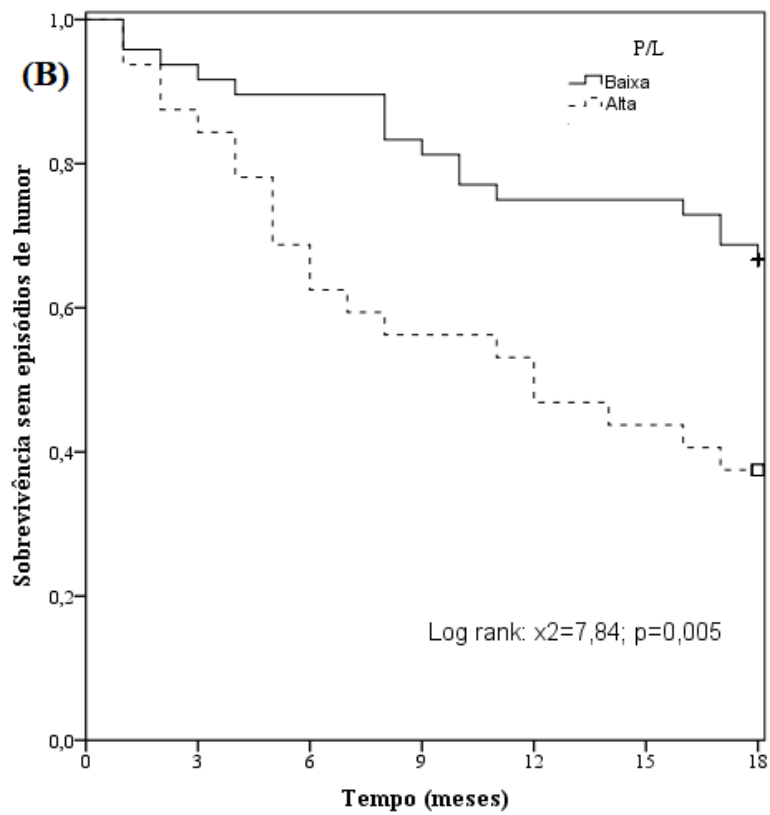 (B)
P/L
Baixa
Alta
Sobrevivência sem episódios de humor
1,0
0,8
0,6
0,4
0,2
0,0
Log rank: x2=7,84; p=0,005
0 3 6 9 12 15 18
Tempo (meses)